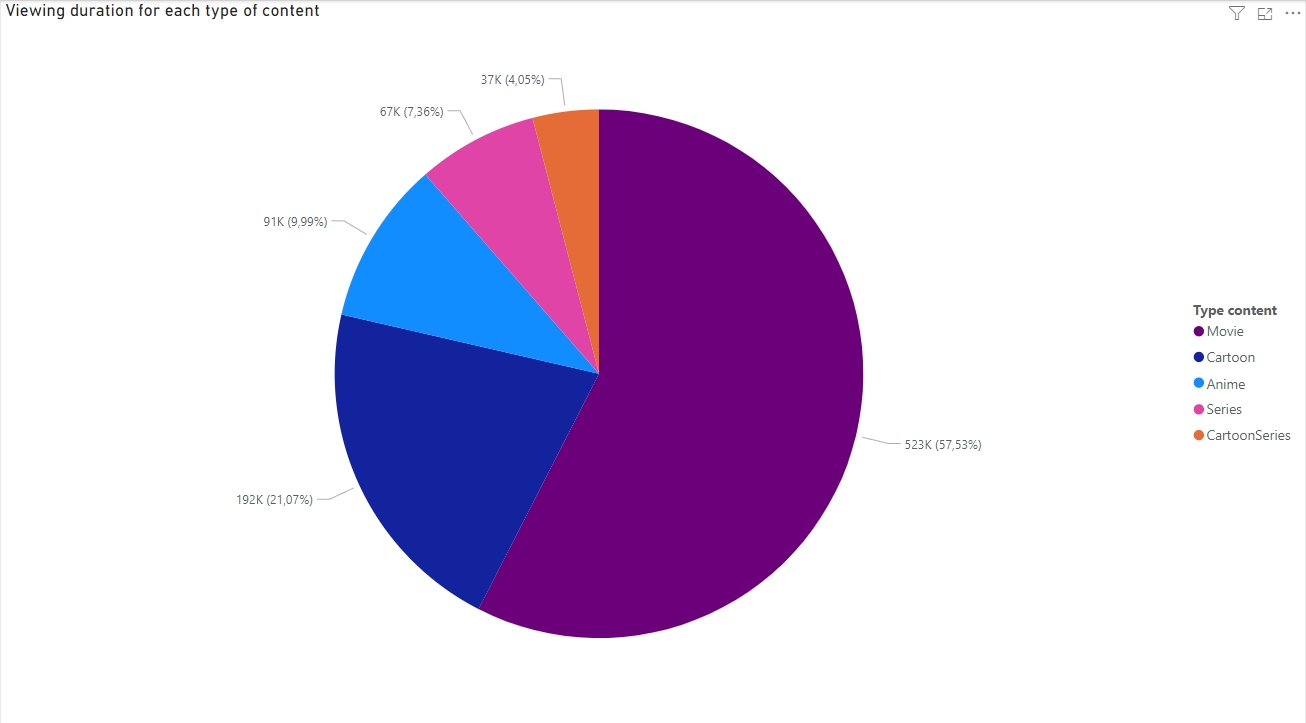 Viewing duration for each type of content
37K (4,05%)
67K (7,36%)
91K (9,99%)
192K (21,07%)
523K (57,53%)
Type content
Movie
Cartoon
Anime
Series
CartoonSeries